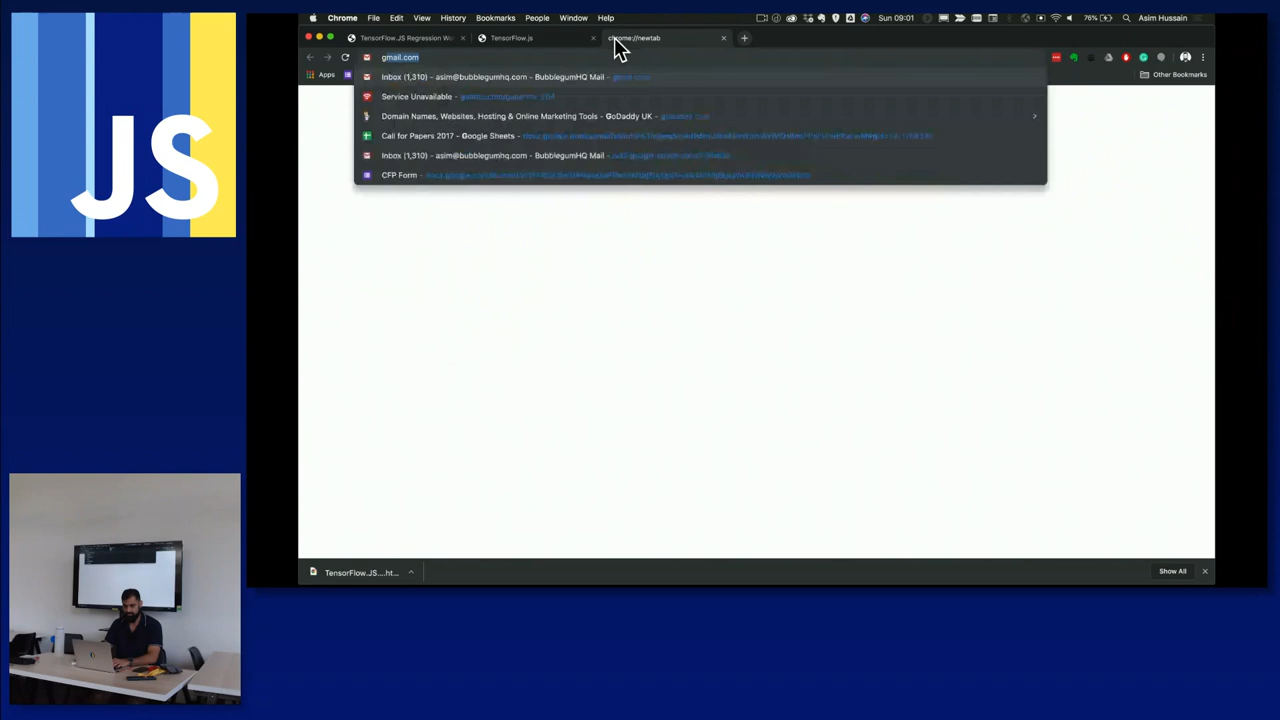 JS
Chrome File Edit View History Bookmarks People Window Help 76% Sun 09:01 Asim Hussain
TensorFlow.JS Regression Wo
TensorFlow.js
chrome://newtab
gmail.com
Apps
Other Bookmarks
Inbox (1,310) - asim@bubblegumhq.com - BubblegumHQ Mail - gmail.com
Service Unavailable -
Domain Names, Websites, Hosting & Online Marketing Tools - GoDaddy UK -
Call for Papers 2017 - Google Sheets -
Inbox (1,310) - asim@bubblegumhq.com - BubblegumHQ Mail -
CFP Form -
TensorFlow.JS....ht...
Show All